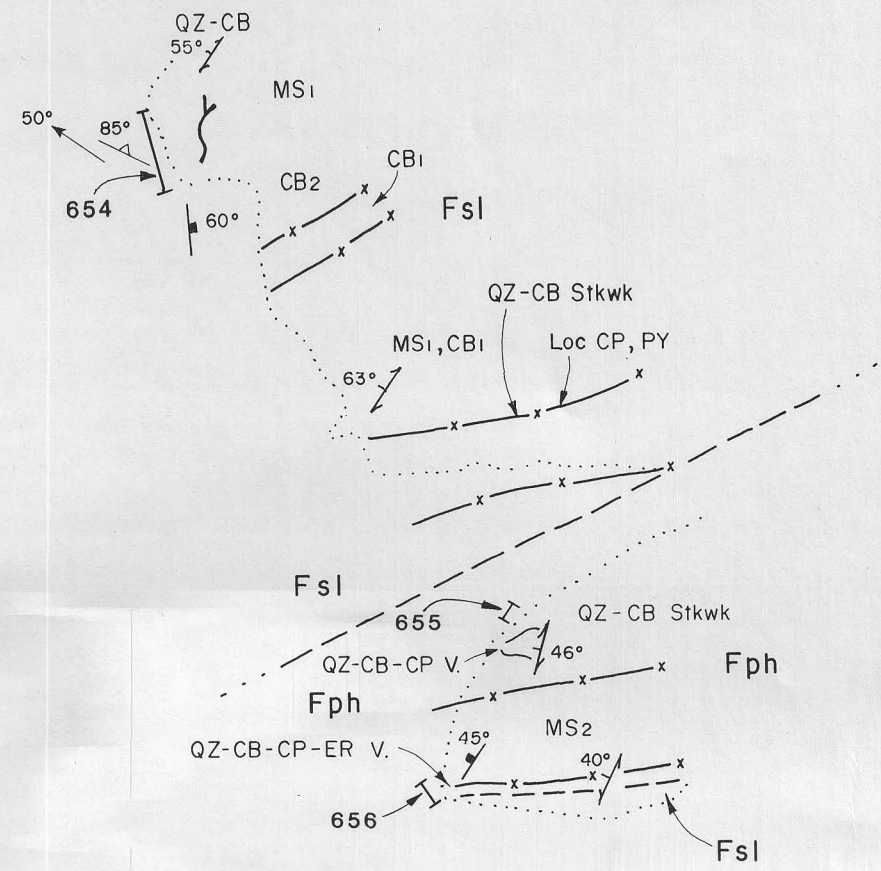 QZ-CB
55°
MS1
50°
85°
CB1
CB2
654
Fsl
60°
QZ-CB Stkwk
MS1, CB1
Loc CP, PY
63°
Fsl
655
QZ-CB Stkwk
QZ-CB-CP V.
46°
Fph
Fph
MS2
45°
QZ-CB-CP-ER V.
40°
656
Fsl